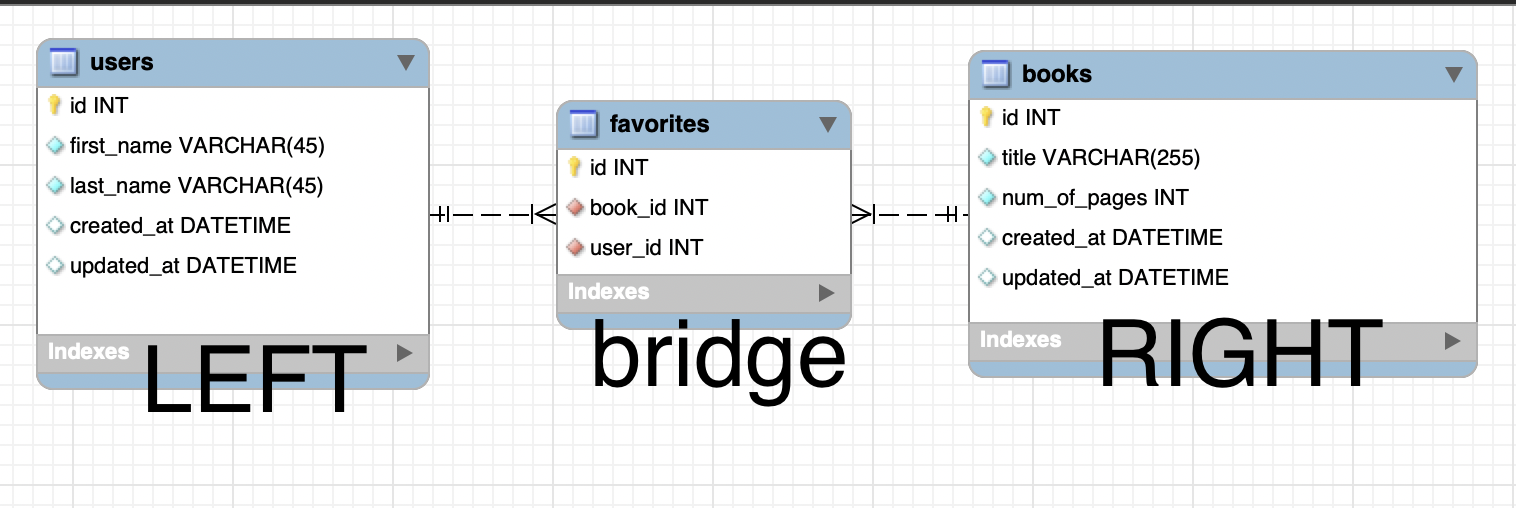 users
id INT
first_name VARCHAR(45)
last_name VARCHAR(45)
created_at DATETIME
updated_at DATETIME
Indexes
LEFT
favorites
id INT
book_id INT
user_id INT
Indexes
bridge
books
id INT
title VARCHAR(255)
num_of_pages INT
created_at DATETIME
updated_at DATETIME
Indexes
RIGHT